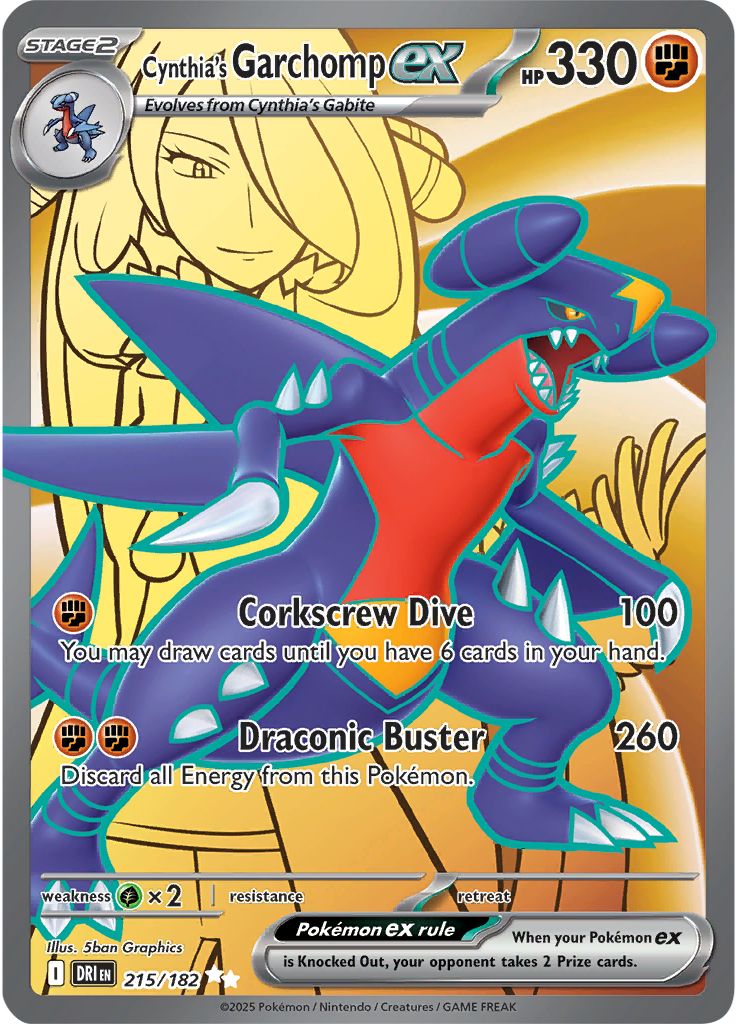 STAGE2
Cynthia's Garchomp ex HP 330
Evolves from Cynthia's Gabite
Corkscrew Dive 100
You may draw cards until you have 6 cards in your hand.
Draconic Buster 260
Discard all Energy from this Pokémon.
weakness ×2 resistance retreat
Pokémon ex rule When your Pokémon ex
is Knocked Out, your opponent takes 2 Prize cards.
Illus. 5ban Graphics
I DRI EN 215/182
©2025 Pokémon / Nintendo / Creatures / GAME FREAK